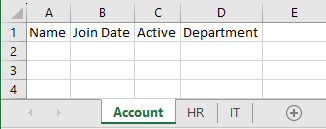 A B C D E
1 Name Join Date Active Department
2
3
4
Account HR IT